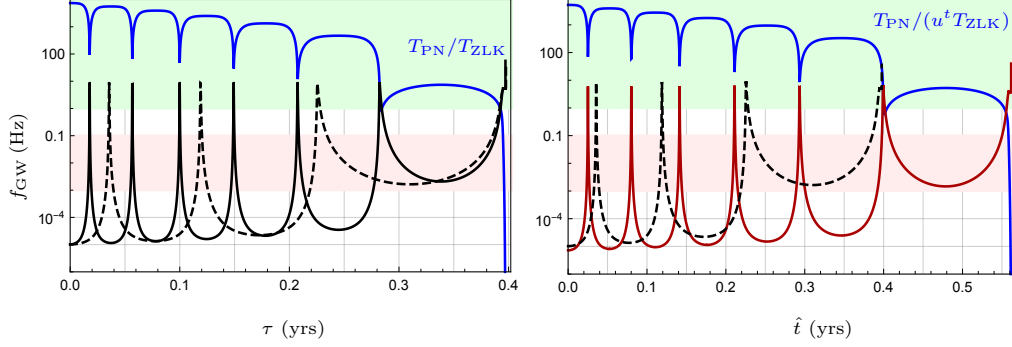 T_PN/T_ZLK
100
0.1
10^{-4}
f_GW (Hz)
0.0 0.1 0.2 0.3 0.4
τ (yrs)
T_PN/(u^t T_ZLK)
100
0.1
10^{-4}
0.0 0.1 0.2 0.3 0.4 0.5
t̂ (yrs)